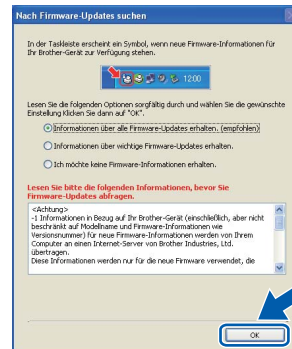 Nach Firmware-Updates suchen
In der Taskleiste erscheint ein Symbol, wenn neue Firmware-Informationen für
Ihr Brother-Gerät zur Verfügung stehen.
12:00
Lesen Sie die folgenden Optionen sorgfältig durch und wählen Sie die gewünschte
Einstellung Klicken Sie dann auf "OK".
Informationen über alle Firmware-Updates erhalten. (empfohlen)
Informationen über wichtige Firmware-Updates erhalten.
Ich möchte keine Firmware-Informationen erhalten.
Lesen Sie bitte die folgenden Informationen, bevor Sie
Firmware-Updates abfragen.
<Achtung>
-1 Informationen in Bezug auf Ihr Brother-Gerät (einschließlich, aber nicht
beschränkt auf Modellname und Firmware-Informationen wie
Versionsnummer) für neue Firmware-Informationen werden von Ihrem
Computer an einen Internet-Server von Brother Industries, Ltd.
übertragen.
Diese Informationen werden nur für die neue Firmware verwendet, die
OK